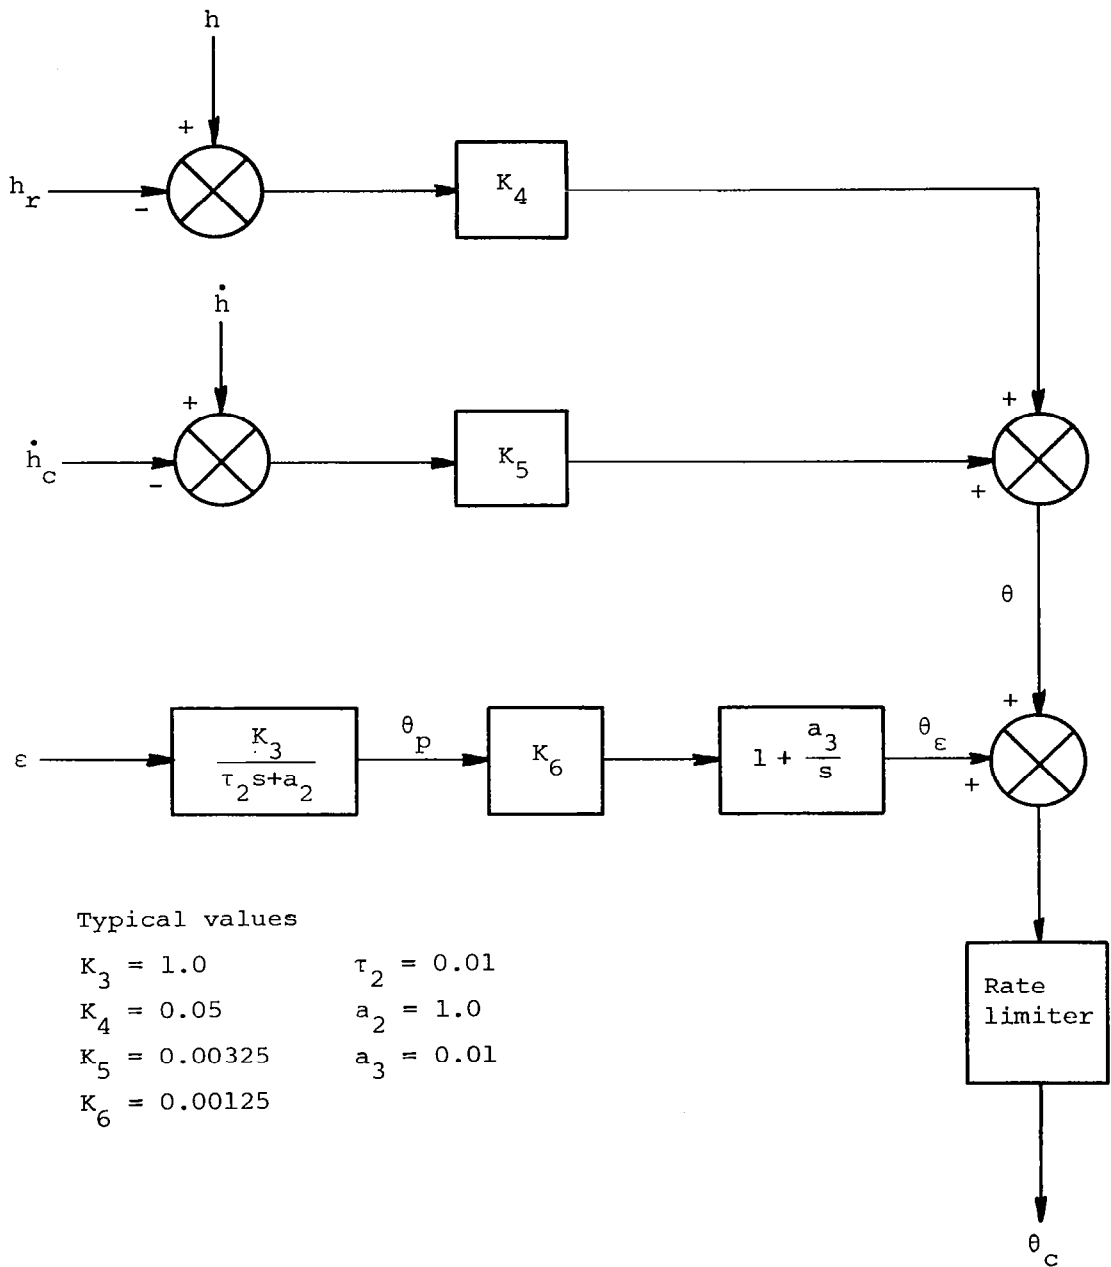 h
+
h_r
-
K_4
ḣ
+
ḣ_c
-
K_5
+
+
θ
ε
K_3
τ_2s+a_2
θ_p
K_6
1 + a_3/s
θ_ε
+
+
Typical values
K_3 = 1.0 τ_2 = 0.01
K_4 = 0.05 a_2 = 1.0
K_5 = 0.00325 a_3 = 0.01
K_6 = 0.00125
Rate
limiter
θ_c